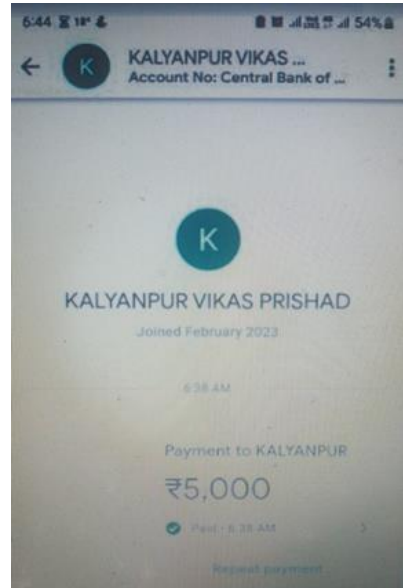 6:44 18° 54%
K KALYANPUR VIKAS ...
Account No: Central Bank of ...
K
KALYANPUR VIKAS PRISHAD
Joined February 2023
6:38 AM
Payment to KALYANPUR
₹5,000
Paid • 6:38 AM
Repeat payment